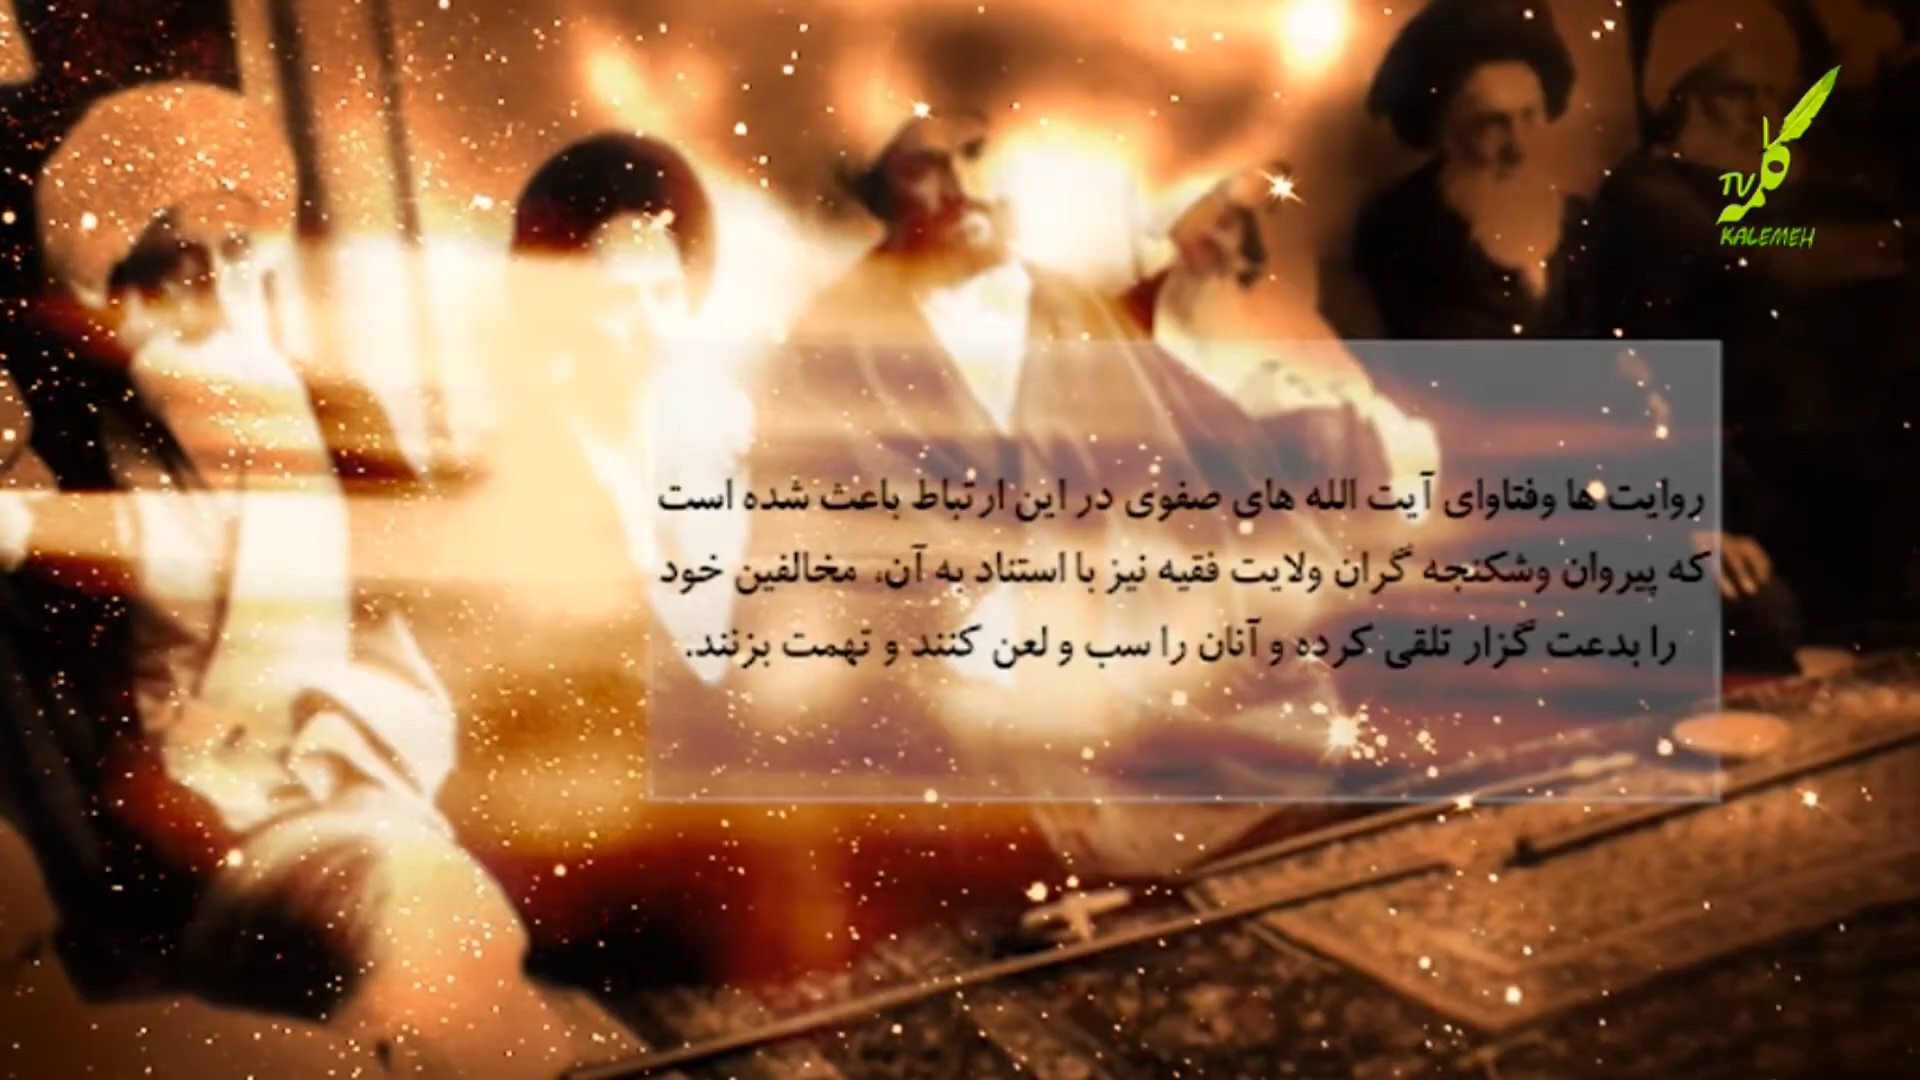 TV
کلمه
KALEMEH
روایت ها وفتاوای آیت الله های صفوی در این ارتباط باعث شده است
که پیروان وشکنجه گران ولایت فقیه نیز با استناد به آن، مخالفین خود
را بدعت گزار تلقی کرده و آنان را سب و لعن کنند و تهمت بزنند.